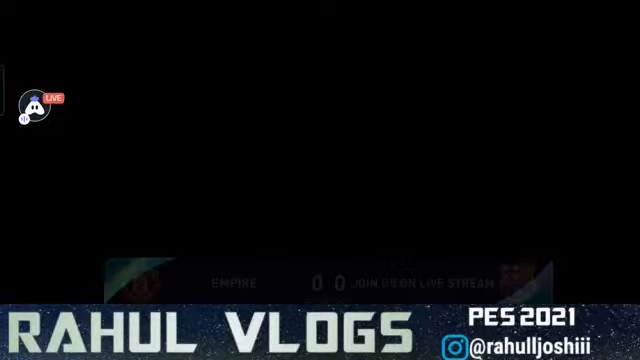 LIVE
EMPIRE 0 0 JOIN US ON LIVE STREAM
RAHUL VLOGS
PES 2021
@rahulljoshiii